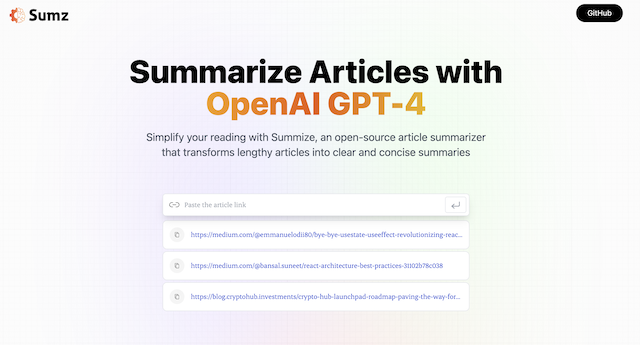 Sumz
GitHub
Summarize Articles with
OpenAI GPT-4
Simplify your reading with Summize, an open-source article summarizer
that transforms lengthy articles into clear and concise summaries
Paste the article link
https://medium.com/@emmanuelodii80/bye-bye-usestate-useeffect-revolutionizing-reac...
https://medium.com/@bansal.suneet/react-architecture-best-practices-31102b78c038
https://blog.cryptohub.investments/crypto-hub-launchpad-roadmap-paving-the-way-for...